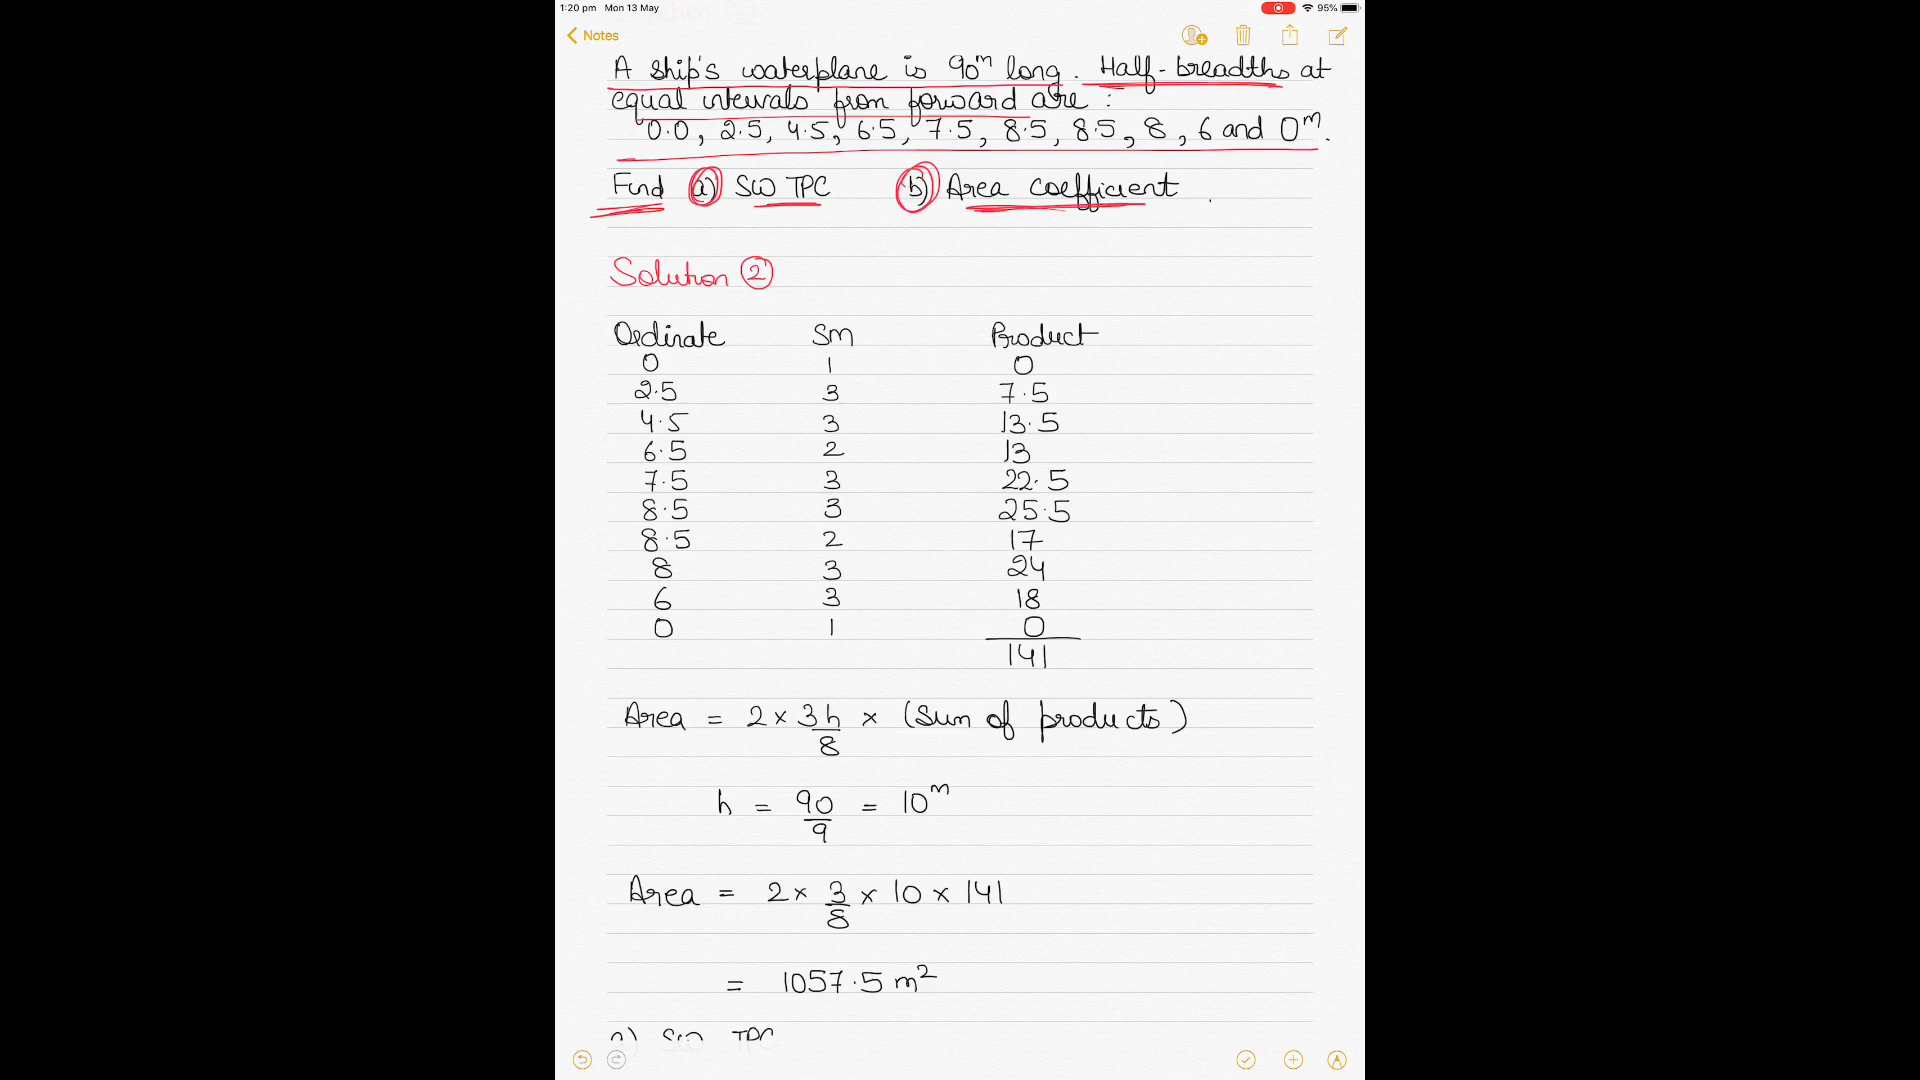 1:20 pm Mon 13 May 95%
Notes
A ship's waterplane is 90m long. Half-breadths at
equal intervals from forward are :
0.0, 2.5, 4.5, 6.5, 7.5, 8.5, 8.5, 8, 6 and 0m.
Find a) SW TPC b) Area coefficient.
Solution 2
Ordinate SM Product
0 1 0
2.5 3 7.5
4.5 3 13.5
6.5 2 13
7.5 3 22.5
8.5 3 25.5
8.5 2 17
8 3 24
6 3 18
0 1 0
141
Area = 2 × 3h/8 × (Sum of products)
h = 90/9 = 10m
Area = 2 × 3/8 × 10 × 141
= 1057.5 m²
a) SW TPC